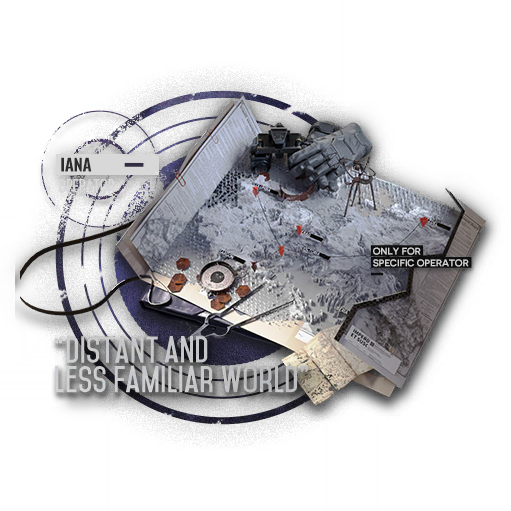 IANA
ONLY FOR
SPECIFIC OPERATOR
"DISTANT AND
LESS FAMILIAR WORLD"